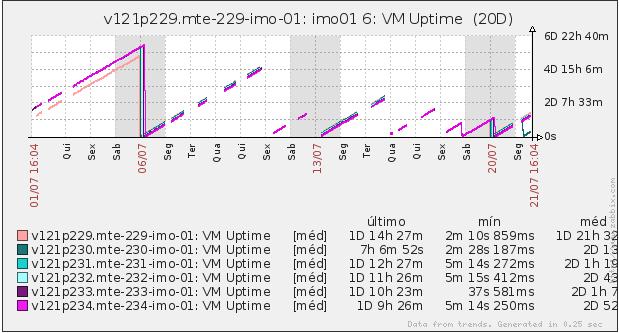 v121p229.mte-229-imo-01: imo01 6: VM Uptime (20D)
6D 22h 40m
4D 15h 6m
2D 7h 33m
0s
01/07 16:04 Qui Sex Sab 06/07 Seg Ter Qua Qui Sex Seg Sab 13/07 Seg Ter Qua Qui Sex Sab 20/07 Seg 21/07 16:04
último mín méd
v121p229.mte-229-imo-01: VM Uptime [méd] 1D 14h 27m 2m 10s 859ms 1D 21h 32
v121p230.mte-230-imo-01: VM Uptime [méd] 7h 6m 52s 2m 28s 187ms 2D 1
v121p231.mte-231-imo-01: VM Uptime [méd] 1D 12h 27m 5m 14s 272ms 2D 1h 19
v121p232.mte-232-imo-01: VM Uptime [méd] 1D 11h 26m 5m 15s 412ms 2D 43
v121p233.mte-233-imo-01: VM Uptime [méd] 1D 10h 23m 37s 581ms 2D 1h 7
v121p234.mte-234-imo-01: VM Uptime [méd] 1D 9h 26m 5m 14s 250ms 2D 52
Data from trends. Generated in 0.25 sec